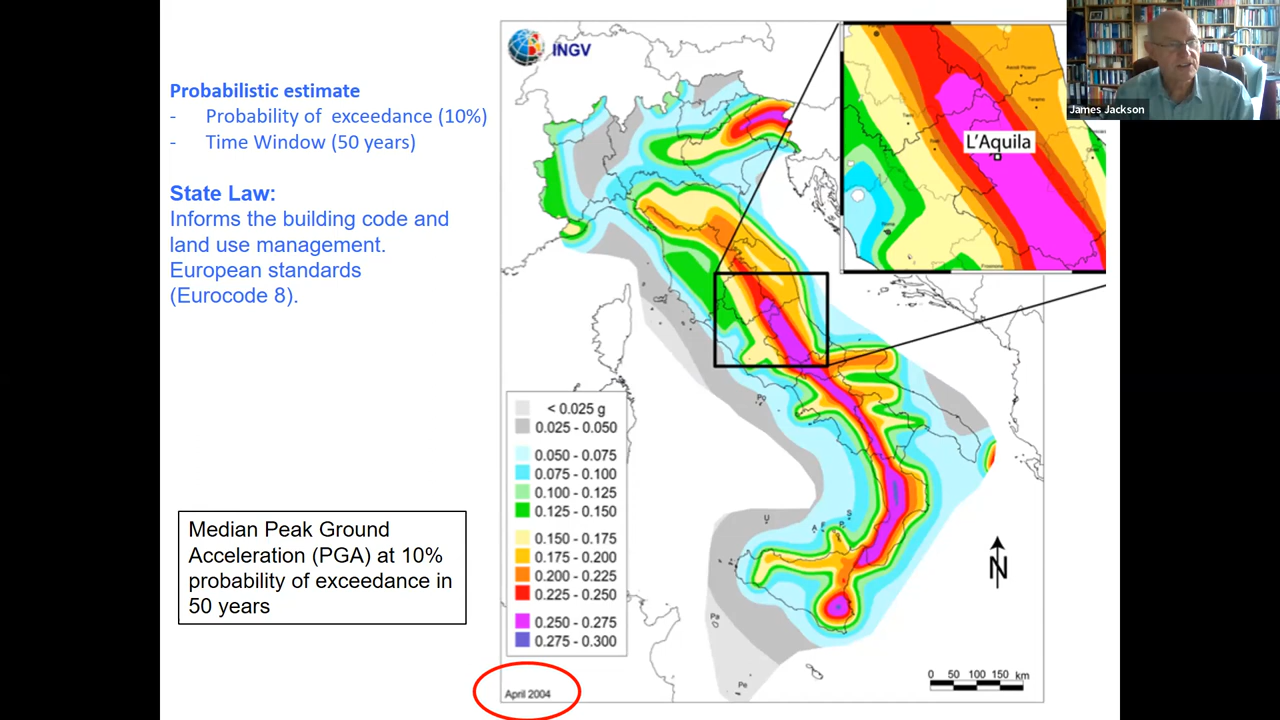 Probabilistic estimate
- Probability of exceedance (10%)
- Time Window (50 years)
State Law:
Informs the building code and
land use management.
European standards
(Eurocode 8).
Median Peak Ground
Acceleration (PGA) at 10%
probability of exceedance in
50 years
INGV
L'Aquila
James Jackson
< 0.025 g
0.025 - 0.050
0.050 - 0.075
0.075 - 0.100
0.100 - 0.125
0.125 - 0.150
0.150 - 0.175
0.175 - 0.200
0.200 - 0.225
0.225 - 0.250
0.250 - 0.275
0.275 - 0.300
April 2004
U
Pa
Pe
N
0 50 100 150 km